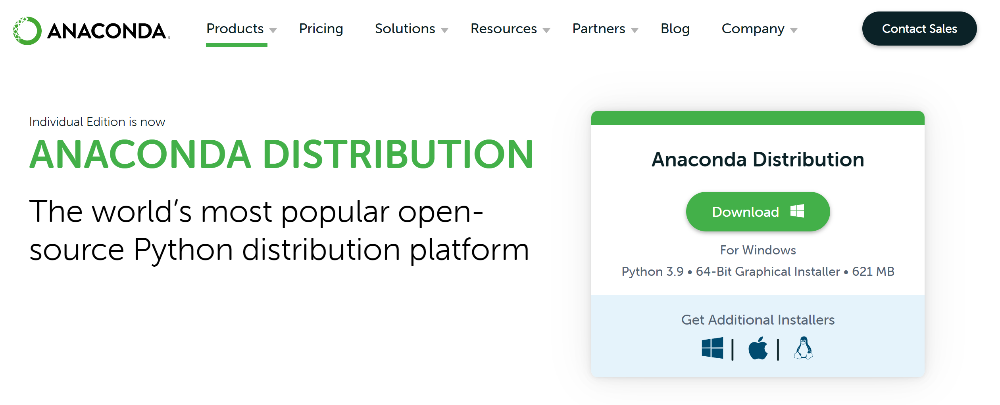 ANACONDA®
Products
Pricing
Solutions
Resources
Partners
Blog
Company
Contact Sales
Individual Edition is now
ANACONDA DISTRIBUTION
The world’s most popular open-
source Python distribution platform
Anaconda Distribution
Download
For Windows
Python 3.9 • 64-Bit Graphical Installer • 621 MB
Get Additional Installers